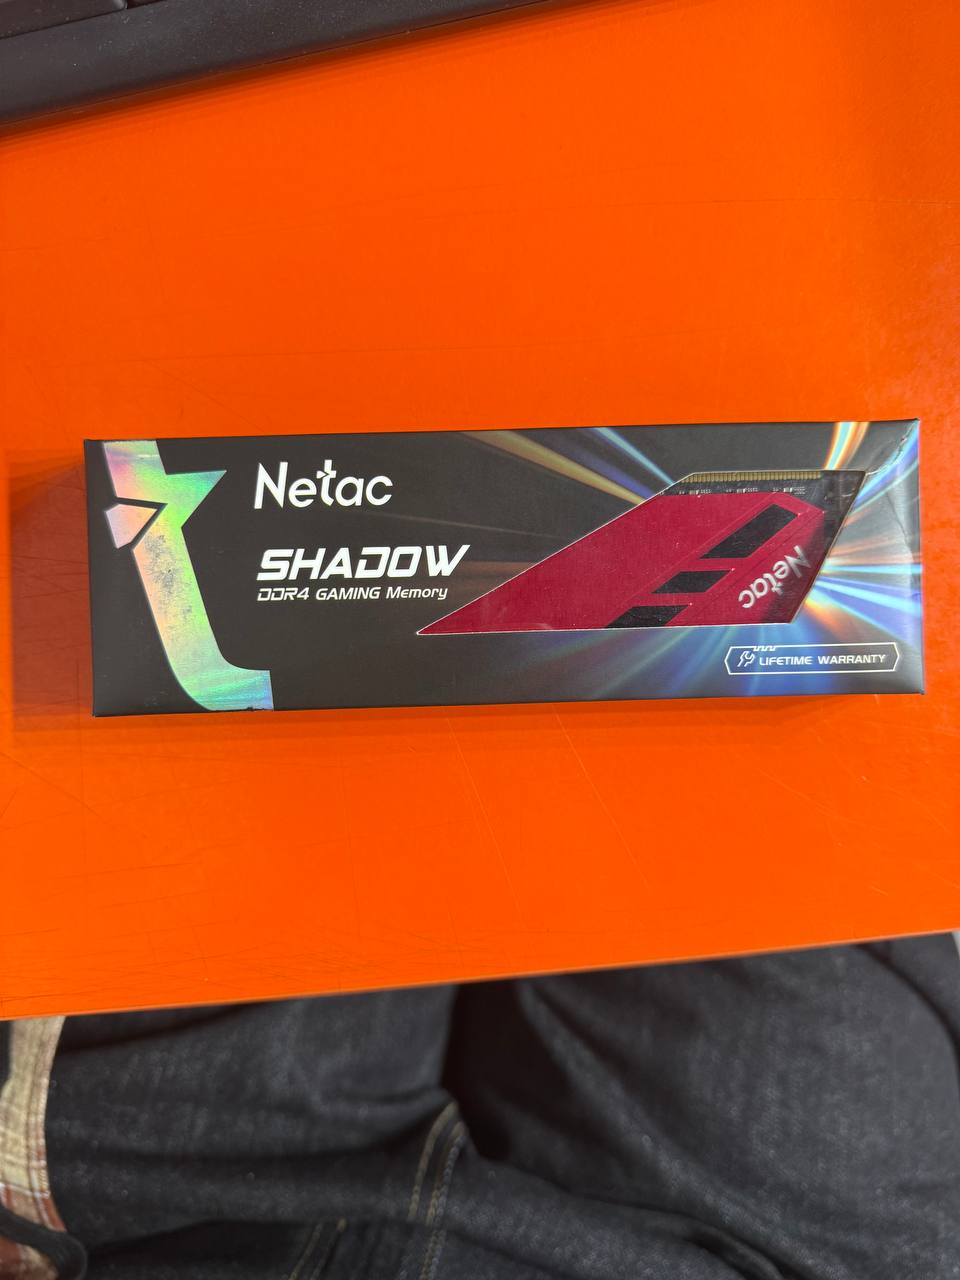 Netac
SHADOW
DDR4 GAMING Memory
Netac
LIFETIME WARRANTY